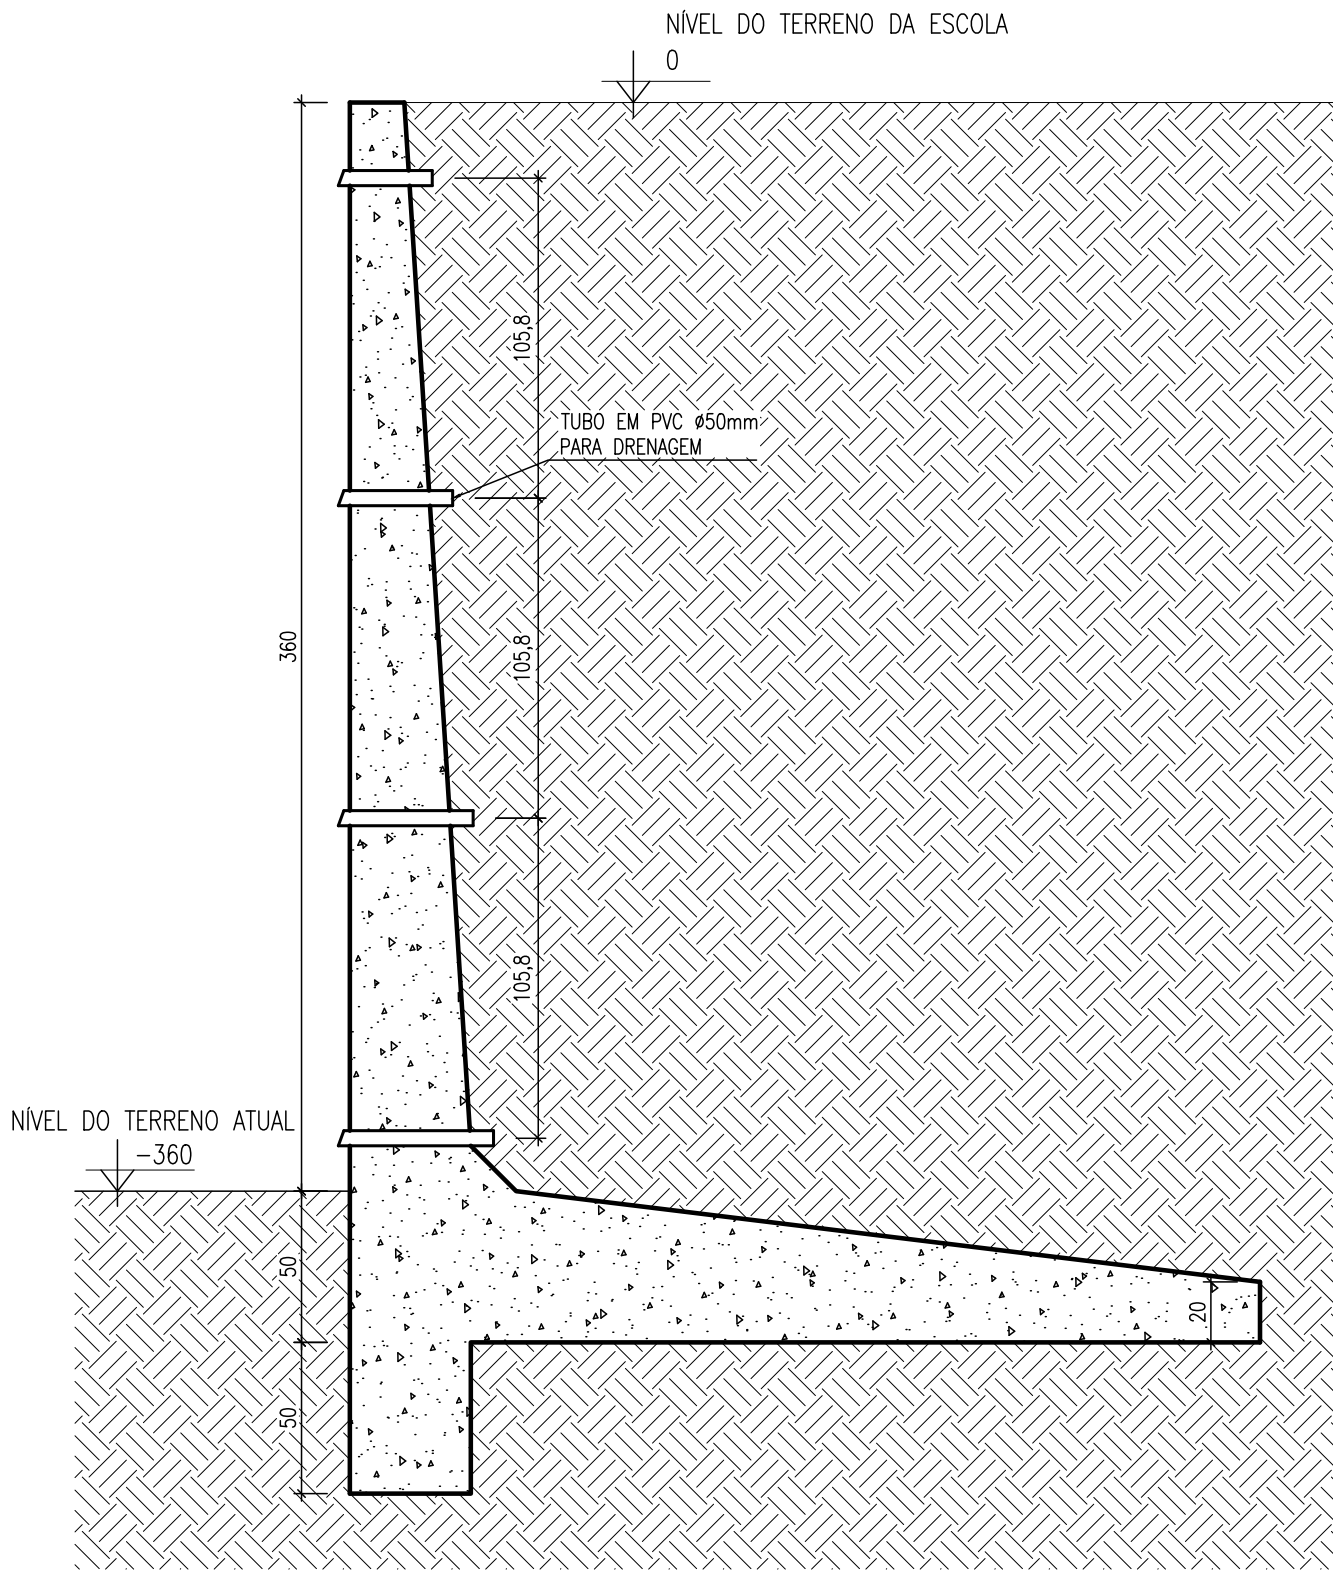 NÍVEL DO TERRENO DA ESCOLA
0
105,8
TUBO EM PVC Ø50mm
PARA DRENAGEM
360
105,8
105,8
NÍVEL DO TERRENO ATUAL
-360
50
20
50